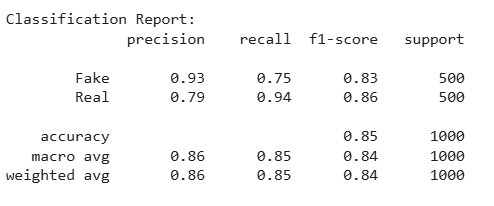 Classification Report:
precision recall f1-score support
Fake 0.93 0.75 0.83 500
Real 0.79 0.94 0.86 500
accuracy 0.85 1000
macro avg 0.86 0.85 0.84 1000
weighted avg 0.86 0.85 0.84 1000